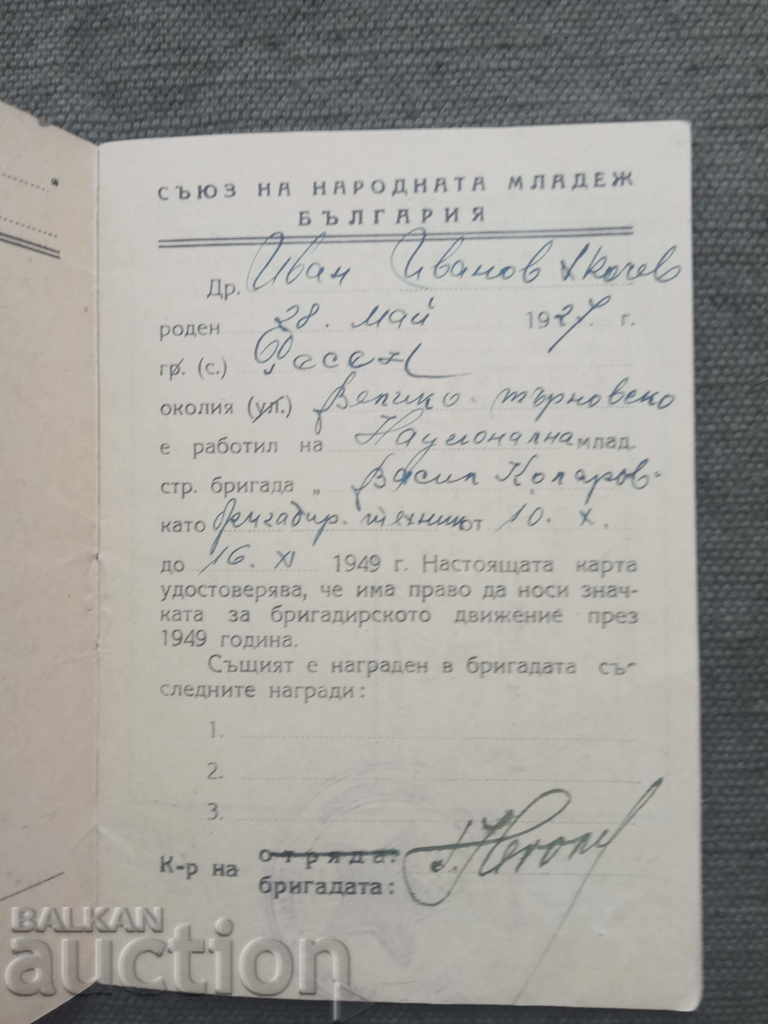 СЪЮЗ НА НАРОДНАТА МЛАДЕЖ
БЪЛГАРИЯ
Др. Иван Иванов
роден 28. май 1927. г.
гр. (с.) Ресен
околия (ул.) Велико-търновско
е работил на Национална млад.
стр. бригада „ Васил Коларов"
като бригадир. техник от 10. X.
до 16. XI 1949 г. Настоящата карта
удостоверява, че има право да носи знач-
ката за бригадирското движение през
1949 година.
Същият е награден в бригадата съ-
следните награди:
1.
2.
3.
К-р на отряда:
бригадата:
BALKAN
auction